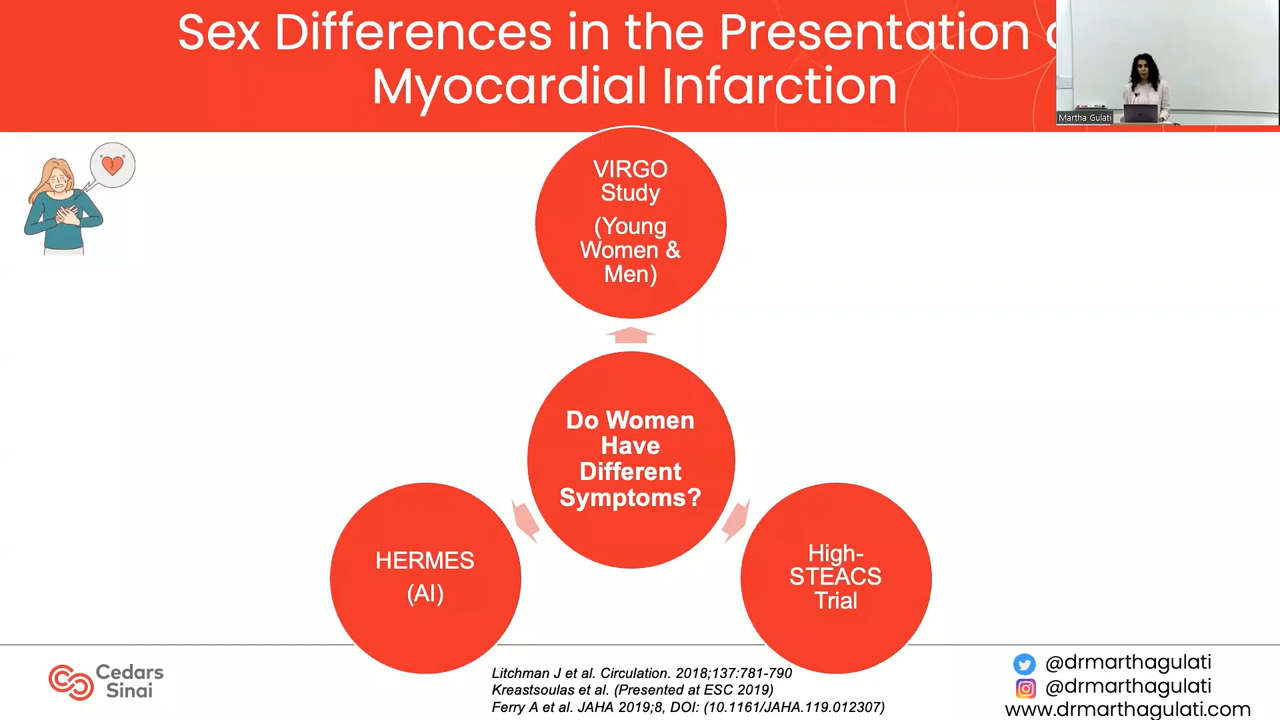 Sex Differences in the Presentation
Myocardial Infarction
Martha Gulati
VIRGO
Study
(Young
Women &
Men)
Do Women
Have
Different
Symptoms?
HERMES
(AI)
High-
STEACS
Trial
Cedars
Sinai
Litchman J et al. Circulation. 2018;137:781-790
Kreastsoulas et al. (Presented at ESC 2019)
Ferry A et al. JAHA 2019;8, DOI: (10.1161/JAHA.119.012307)
@drmarthagulati
@drmarthagulati
www.drmarthagulati.com